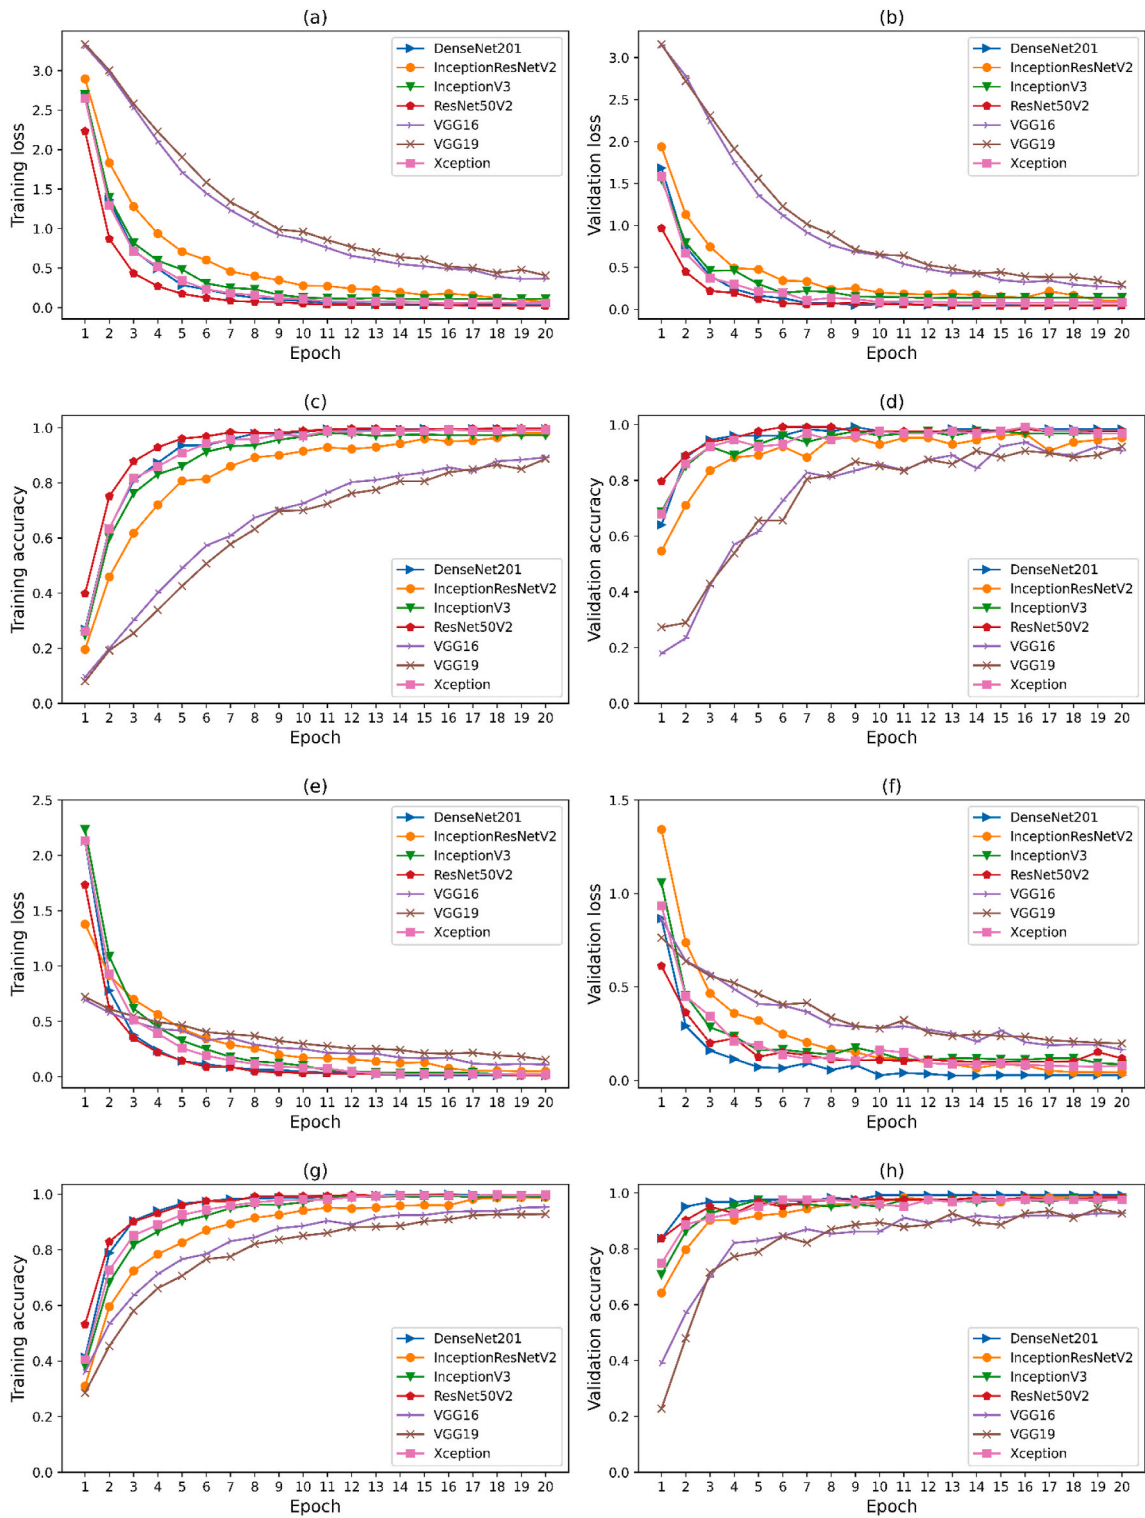 (a)
Training loss
3.0
2.5
2.0
1.5
1.0
0.5
0.0
DenseNet201
InceptionResNetV2
InceptionV3
ResNet50V2
VGG16
VGG19
Xception
1 2 3 4 5 6 7 8 9 10 11 12 13 14 15 16 17 18 19 20
Epoch
(b)
Validation loss
3.0
2.5
2.0
1.5
1.0
0.5
0.0
DenseNet201
InceptionResNetV2
InceptionV3
ResNet50V2
VGG16
VGG19
Xception
1 2 3 4 5 6 7 8 9 10 11 12 13 14 15 16 17 18 19 20
Epoch
(c)
Training accuracy
1.0
0.8
0.6
0.4
0.2
0.0
DenseNet201
InceptionResNetV2
InceptionV3
ResNet50V2
VGG16
VGG19
Xception
1 2 3 4 5 6 7 8 9 10 11 12 13 14 15 16 17 18 19 20
Epoch
(d)
Validation accuracy
1.0
0.8
0.6
0.4
0.2
0.0
DenseNet201
InceptionResNetV2
InceptionV3
ResNet50V2
VGG16
VGG19
Xception
1 2 3 4 5 6 7 8 9 10 11 12 13 14 15 16 17 18 19 20
Epoch
(e)
Training loss
2.5
2.0
1.5
1.0
0.5
0.0
DenseNet201
InceptionResNetV2
InceptionV3
ResNet50V2
VGG16
VGG19
Xception
1 2 3 4 5 6 7 8 9 10 11 12 13 14 15 16 17 18 19 20
Epoch
(f)
Validation loss
1.5
1.0
0.5
0.0
DenseNet201
InceptionResNetV2
InceptionV3
ResNet50V2
VGG16
VGG19
Xception
1 2 3 4 5 6 7 8 9 10 11 12 13 14 15 16 17 18 19 20
Epoch
(g)
Training accuracy
1.0
0.8
0.6
0.4
0.2
0.0
DenseNet201
InceptionResNetV2
InceptionV3
ResNet50V2
VGG16
VGG19
Xception
1 2 3 4 5 6 7 8 9 10 11 12 13 14 15 16 17 18 19 20
Epoch
(h)
Validation accuracy
1.0
0.8
0.6
0.4
0.2
0.0
DenseNet201
InceptionResNetV2
InceptionV3
ResNet50V2
VGG16
VGG19
Xception
1 2 3 4 5 6 7 8 9 10 11 12 13 14 15 16 17 18 19 20
Epoch